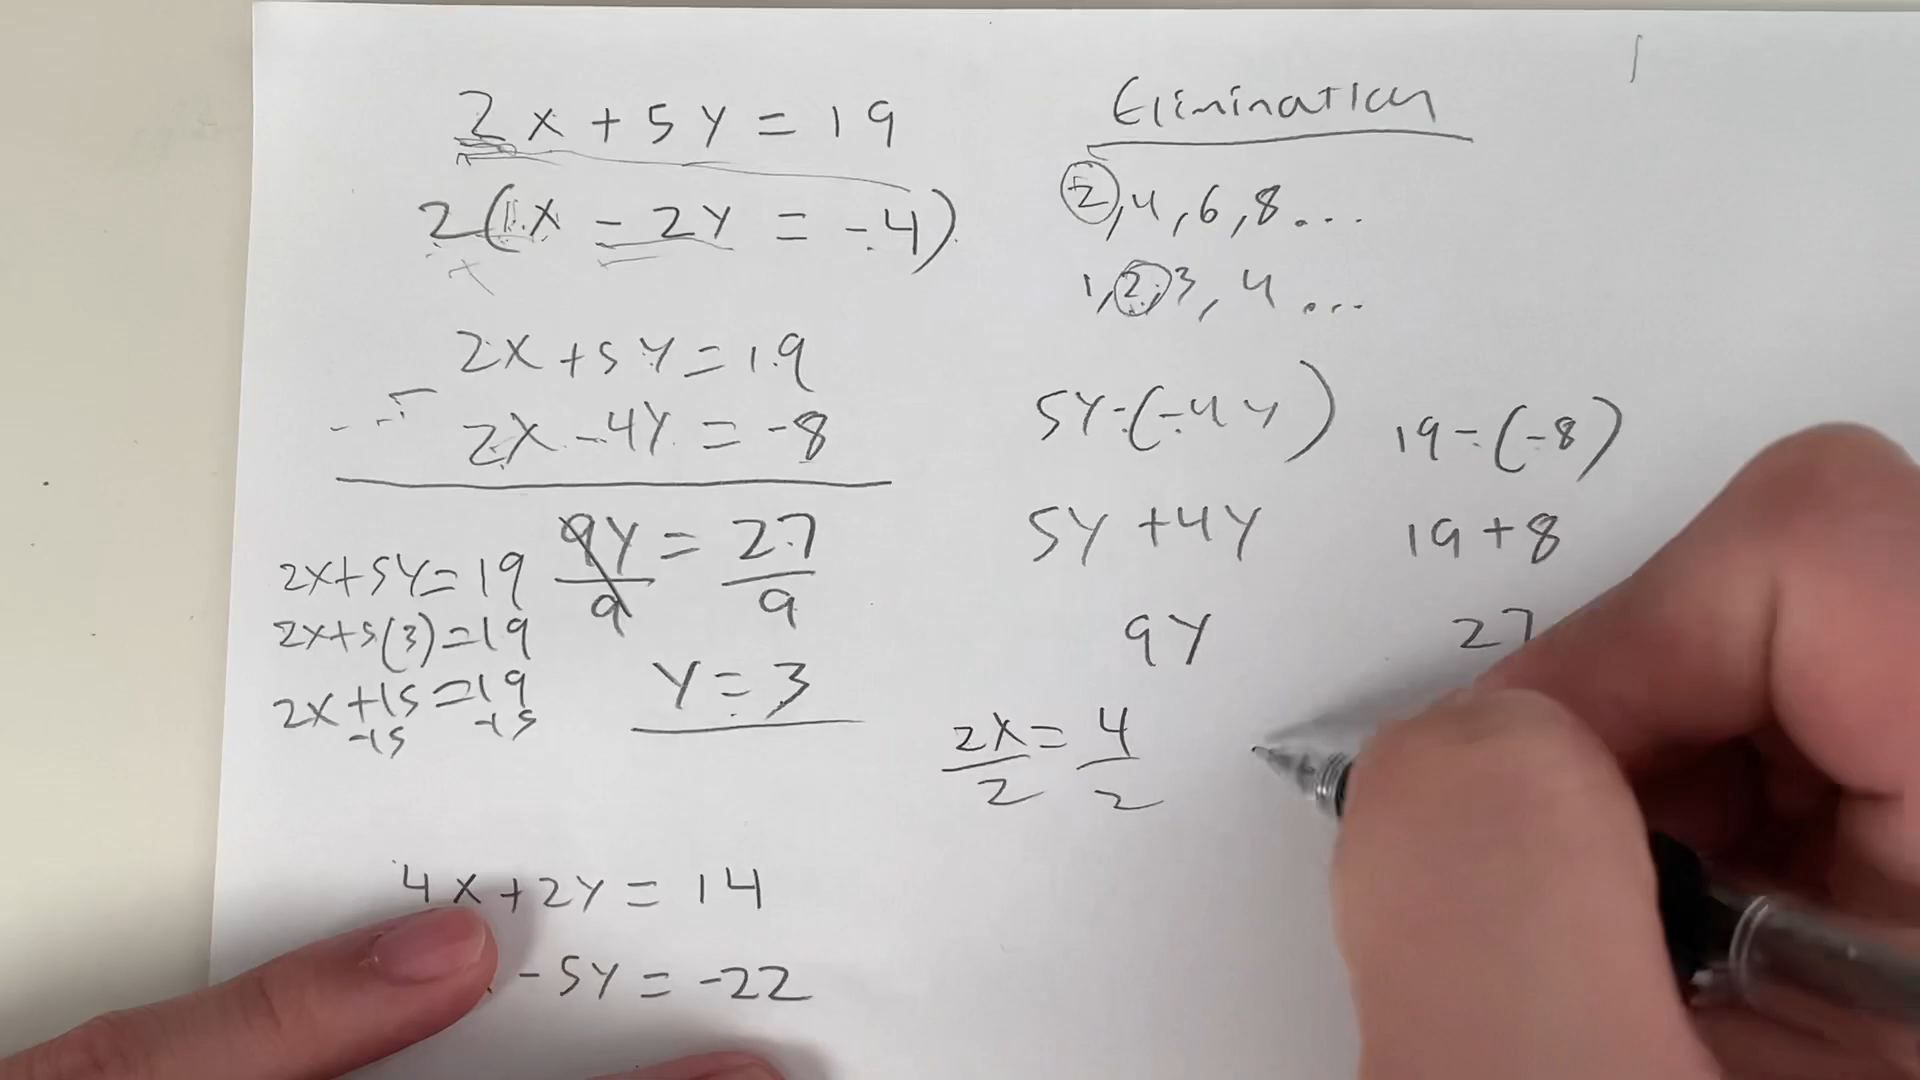 2x + 5y = 19
2(1x - 2y = -4)
2x + 5y = 19
- 2x - 4y = -8
9y = 27
9 9
y = 3
2x+5y=19
2x+5(3)=19
2x+15=19
-15 -15
4x+2y = 14
- 5y = -22
Elimination
2, 4, 6, 8...
1, 2, 3, 4 ...
5y-(-4y) 19-(-8)
5y + 4y 19 + 8
9y 27
2x = 4
2 2